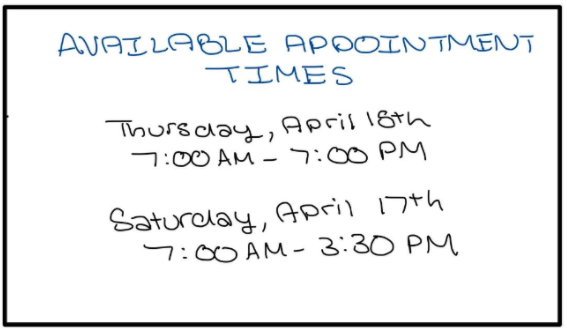 AVAILABLE APPOINTMENT
TIMES
Thursday, April 18th
7:00 AM - 7:00 PM
Saturday, April 17th
7:00 AM - 3:30 PM